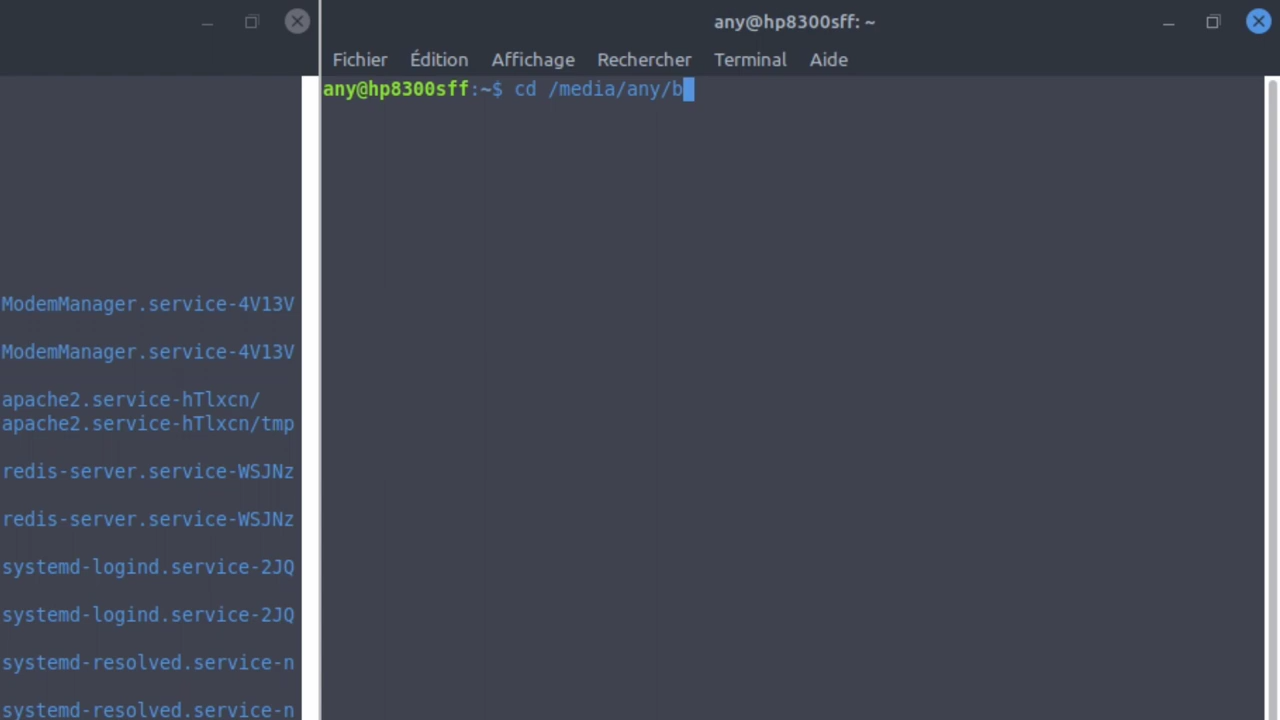 any@hp8300sff: ~
Fichier Édition Affichage Rechercher Terminal Aide
any@hp8300sff:~$ cd /media/any/b
ModemManager.service-4V13V
ModemManager.service-4V13V
apache2.service-hTlxcn/
apache2.service-hTlxcn/tmp
redis-server.service-WSJNz
redis-server.service-WSJNz
systemd-logind.service-2JQ
systemd-logind.service-2JQ
systemd-resolved.service-n
systemd-resolved.service-n